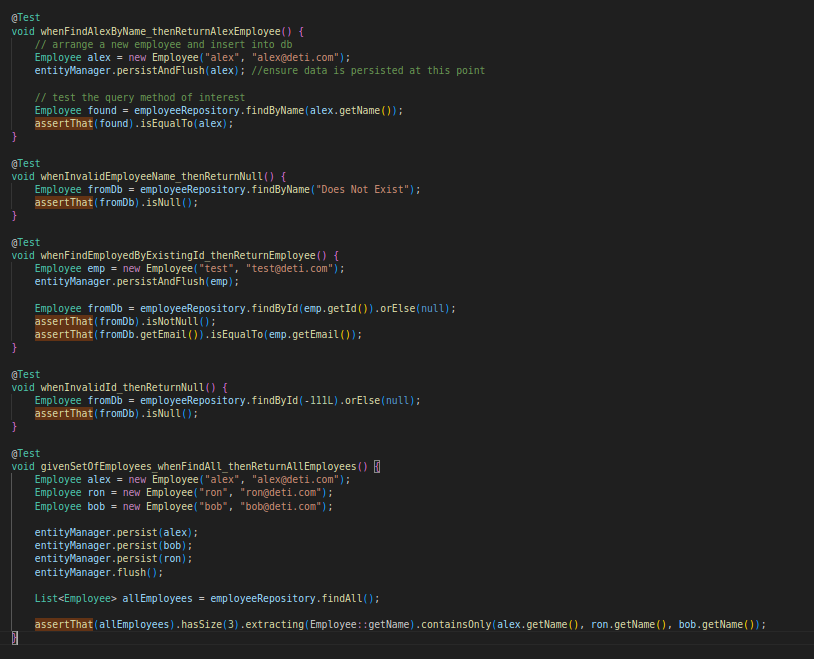 @Test
void whenFindAlexByName_thenReturnAlexEmployee() {
    // arrange a new employee and insert into db
    Employee alex = new Employee("alex", "alex@deti.com");
    entityManager.persistAndFlush(alex); //ensure data is persisted at this point

    // test the query method of interest
    Employee found = employeeRepository.findByName(alex.getName());
    assertThat(found).isEqualTo(alex);
}

@Test
void whenInvalidEmployeeName_thenReturnNull() {
    Employee fromDb = employeeRepository.findByName("Does Not Exist");
    assertThat(fromDb).isNull();
}

@Test
void whenFindEmployedByExistingId_thenReturnEmployee() {
    Employee emp = new Employee("test", "test@deti.com");
    entityManager.persistAndFlush(emp);

    Employee fromDb = employeeRepository.findById(emp.getId()).orElse(null);
    assertThat(fromDb).isNotNull();
    assertThat(fromDb.getEmail()).isEqualTo(emp.getEmail());
}

@Test
void whenInvalidId_thenReturnNull() {
    Employee fromDb = employeeRepository.findById(-111L).orElse(null);
    assertThat(fromDb).isNull();
}

@Test
void givenSetOfEmployees_whenFindAll_thenReturnAllEmployees() {
    Employee alex = new Employee("alex", "alex@deti.com");
    Employee ron = new Employee("ron", "ron@deti.com");
    Employee bob = new Employee("bob", "bob@deti.com");

    entityManager.persist(alex);
    entityManager.persist(bob);
    entityManager.persist(ron);
    entityManager.flush();

    List<Employee> allEmployees = employeeRepository.findAll();

    assertThat(allEmployees).hasSize(3).extracting(Employee::getName).containsOnly(alex.getName(), ron.getName(), bob.getName());
}